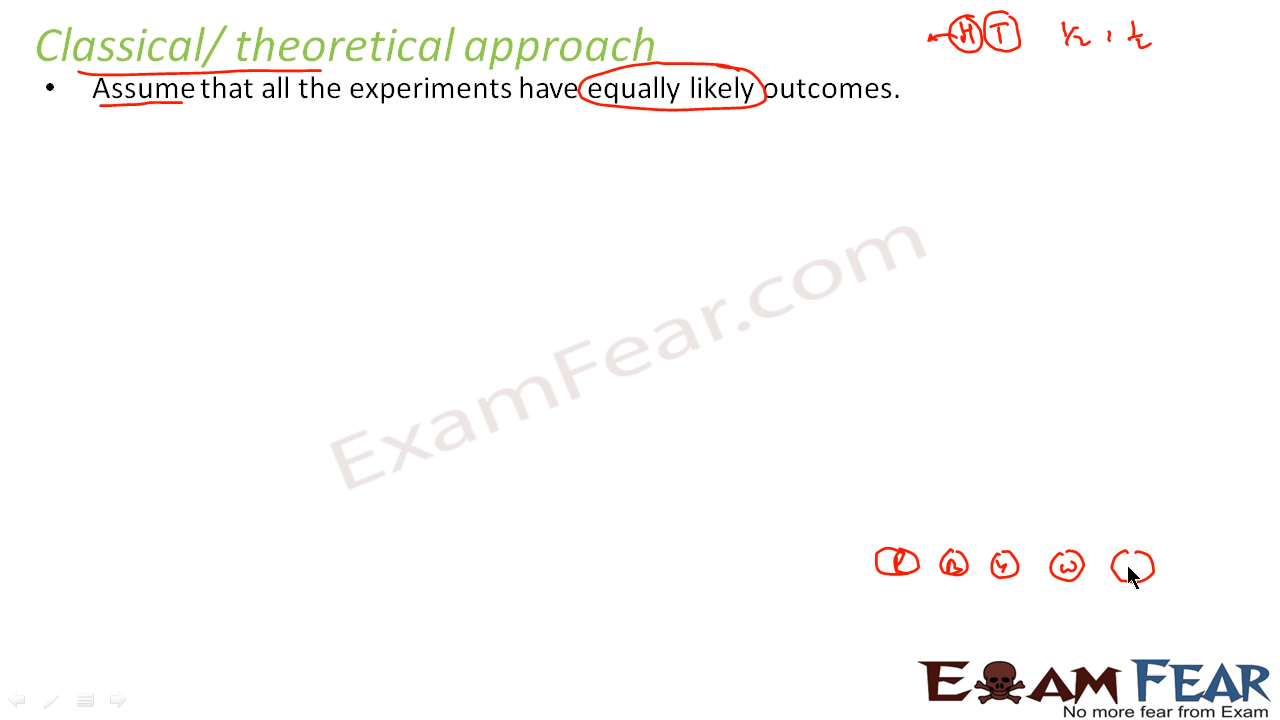 Classical/ theoretical approach
H T 1/2 , 1/2
• Assume that all the experiments have equally likely outcomes.
ExamFear.com
B Y W
EXAM FEAR
No more fear from Exam